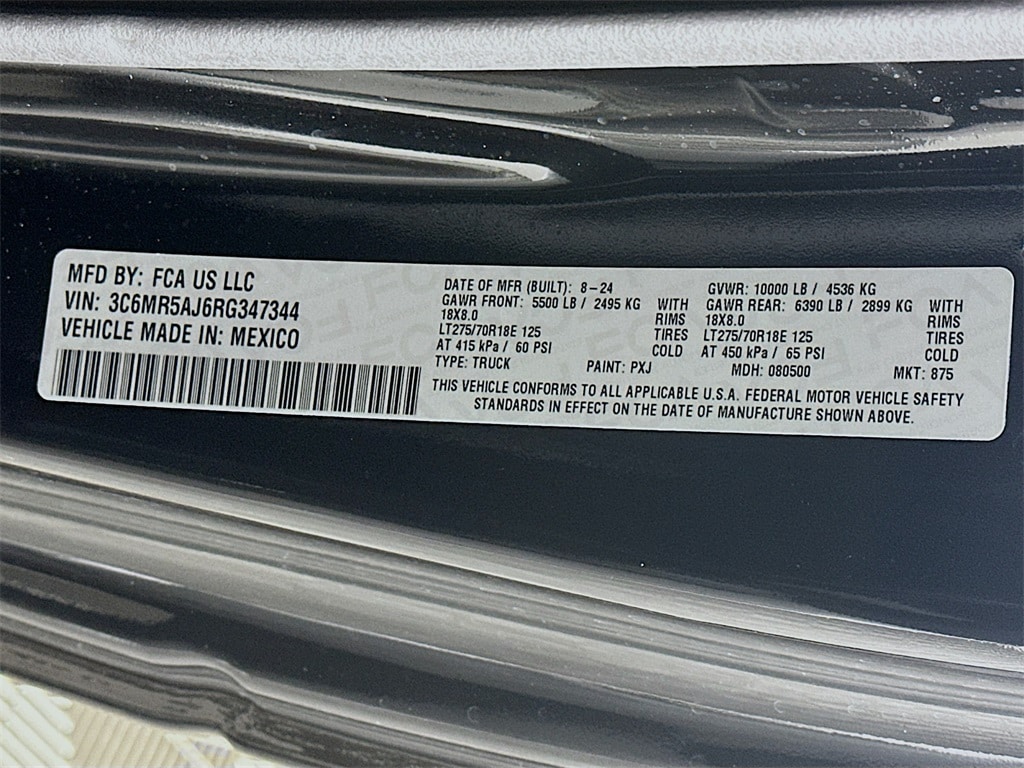 MFD BY: FCA US LLC
VIN: 3C6MR5AJ6RG347344
VEHICLE MADE IN: MEXICO
DATE OF MFR (BUILT): 8-24
GAWR FRONT: 5500 LB / 2495 KG WITH
18X8.0 RIMS
LT275/70R18E 125 TIRES
AT 415 kPa / 60 PSI COLD
TYPE: TRUCK PAINT: PXJ
GVWR: 10000 LB / 4536 KG
GAWR REAR: 6390 LB / 2899 KG WITH
18X8.0 RIMS
LT275/70R18E 125 TIRES
AT 450 kPa / 65 PSI COLD
MDH: 080500 MKT: 875
THIS VEHICLE CONFORMS TO ALL APPLICABLE U.S.A. FEDERAL MOTOR VEHICLE SAFETY
STANDARDS IN EFFECT ON THE DATE OF MANUFACTURE SHOWN ABOVE.